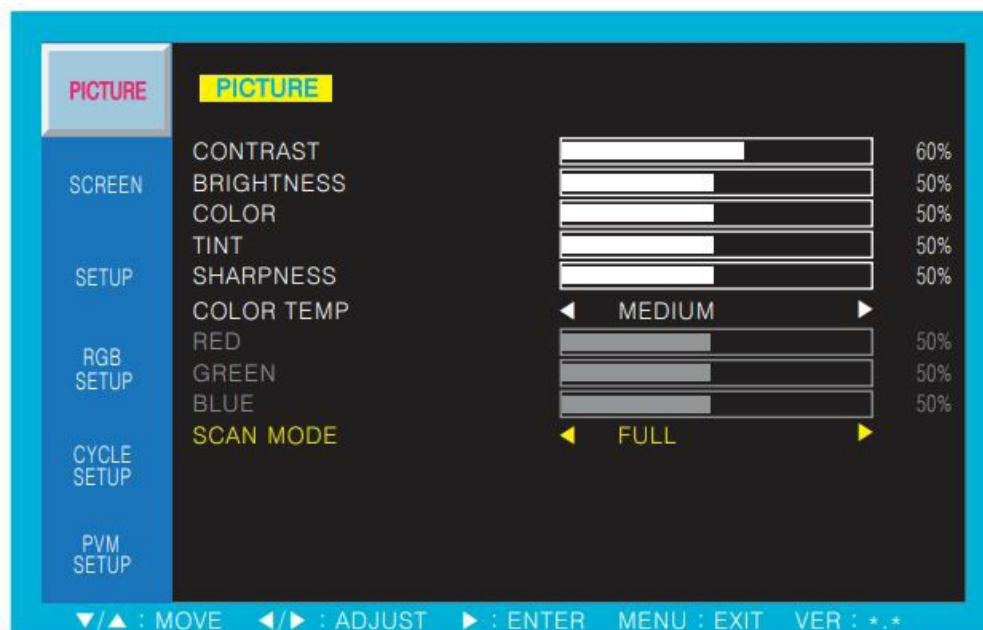 PICTURE
SCREEN
SETUP
RGB
SETUP
CYCLE
SETUP
PVM
SETUP
PICTURE
CONTRAST 60%
BRIGHTNESS 50%
COLOR 50%
TINT 50%
SHARPNESS 50%
COLOR TEMP ◀ MEDIUM ▶
RED 50%
GREEN 50%
BLUE 50%
SCAN MODE ◀ FULL ▶
▼/▲ : MOVE ◀/▶ : ADJUST ▶ : ENTER MENU : EXIT VER : *.*